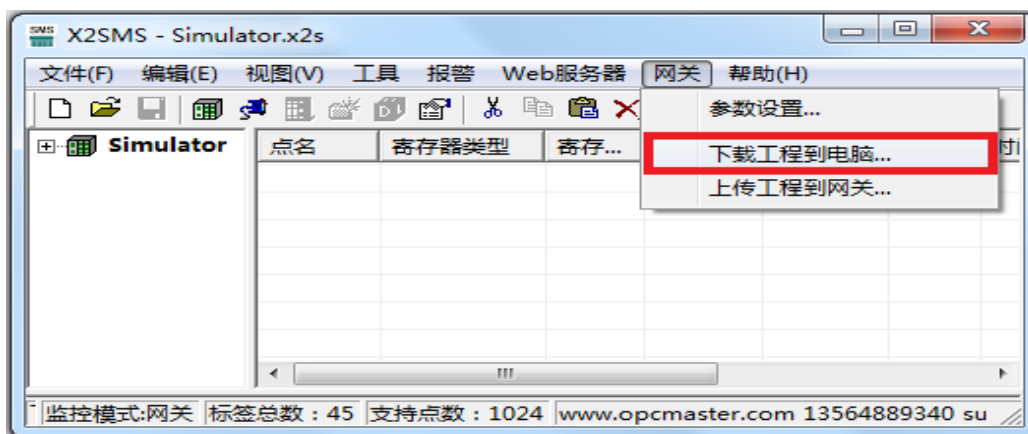 SMS X2SMS - Simulator.x2s
文件(F) 编辑(E) 视图(V) 工具 报警 Web服务器 网关 帮助(H)
参数设置...
下载工程到电脑...
上传工程到网关...
Simulator 点名 寄存器类型 寄存...
监控模式:网关 标签总数:45 支持点数:1024 www.opcmaster.com 13564889340 su